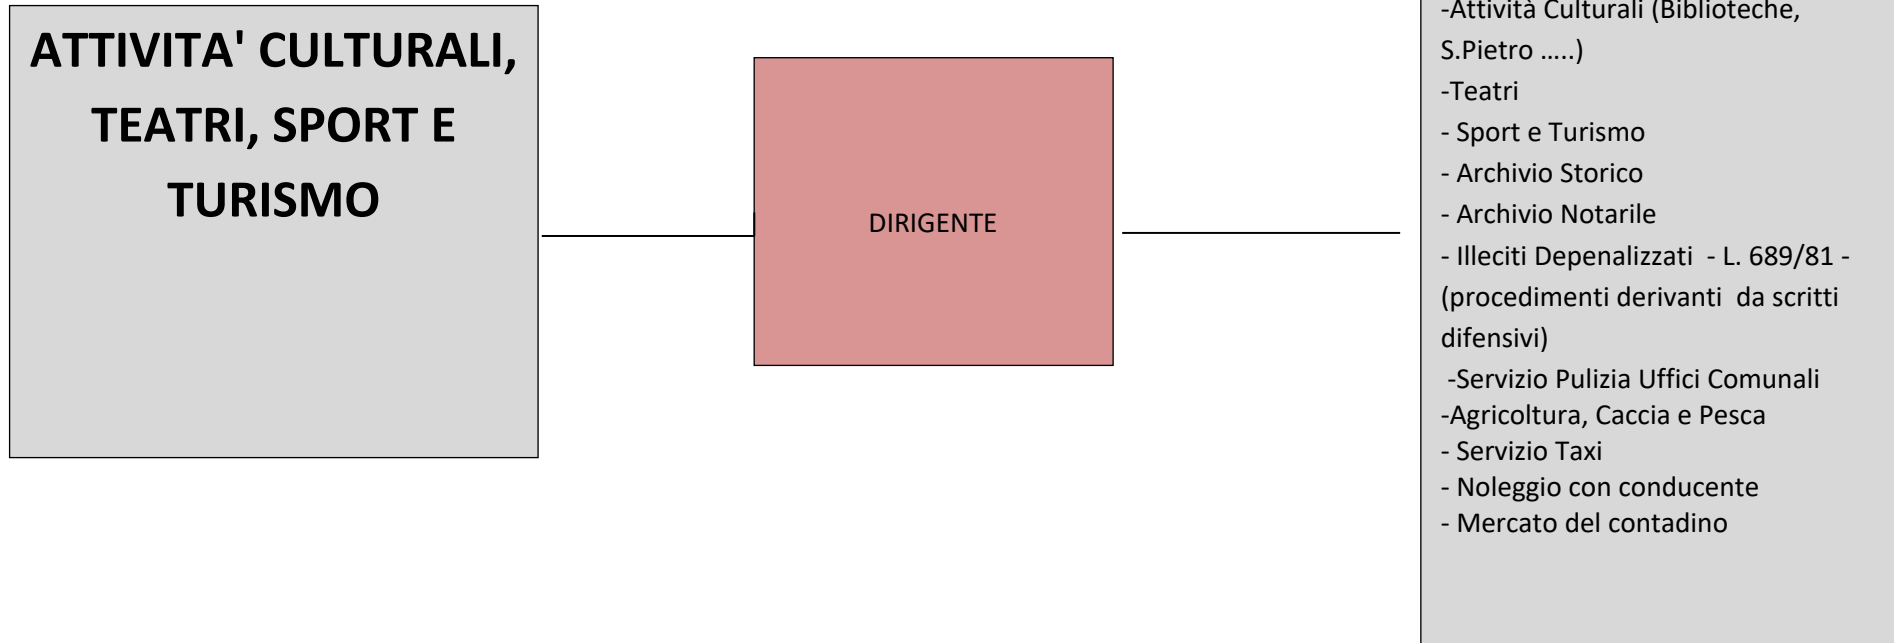 ATTIVITA' CULTURALI,
TEATRI, SPORT E
TURISMO
DIRIGENTE
-Attività Culturali (Biblioteche,
S.Pietro .....)
-Teatri
- Sport e Turismo
- Archivio Storico
- Archivio Notarile
- Illeciti Depenalizzati  - L. 689/81 -
(procedimenti derivanti  da scritti
difensivi)
-Servizio Pulizia Uffici Comunali
-Agricoltura, Caccia e Pesca
- Servizio Taxi
- Noleggio con conducente
- Mercato del contadino